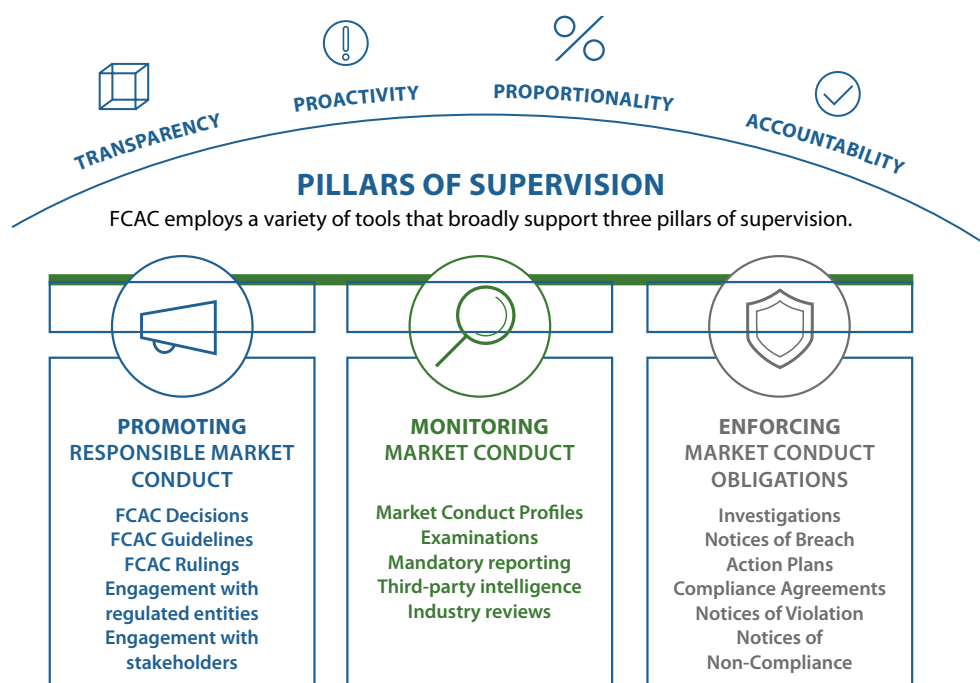 TRANSPARENCY
PROACTIVITY
PROPORTIONALITY
ACCOUNTABILITY
PILLARS OF SUPERVISION
FCAC employs a variety of tools that broadly support three pillars of supervision.
PROMOTING
RESPONSIBLE MARKET
CONDUCT
FCAC Decisions
FCAC Guidelines
FCAC Rulings
Engagement with
regulated entities
Engagement with
stakeholders
MONITORING
MARKET CONDUCT
Market Conduct Profiles
Examinations
Mandatory reporting
Third-party intelligence
Industry reviews
ENFORCING
MARKET CONDUCT
OBLIGATIONS
Investigations
Notices of Breach
Action Plans
Compliance Agreements
Notices of Violation
Notices of
Non-Compliance